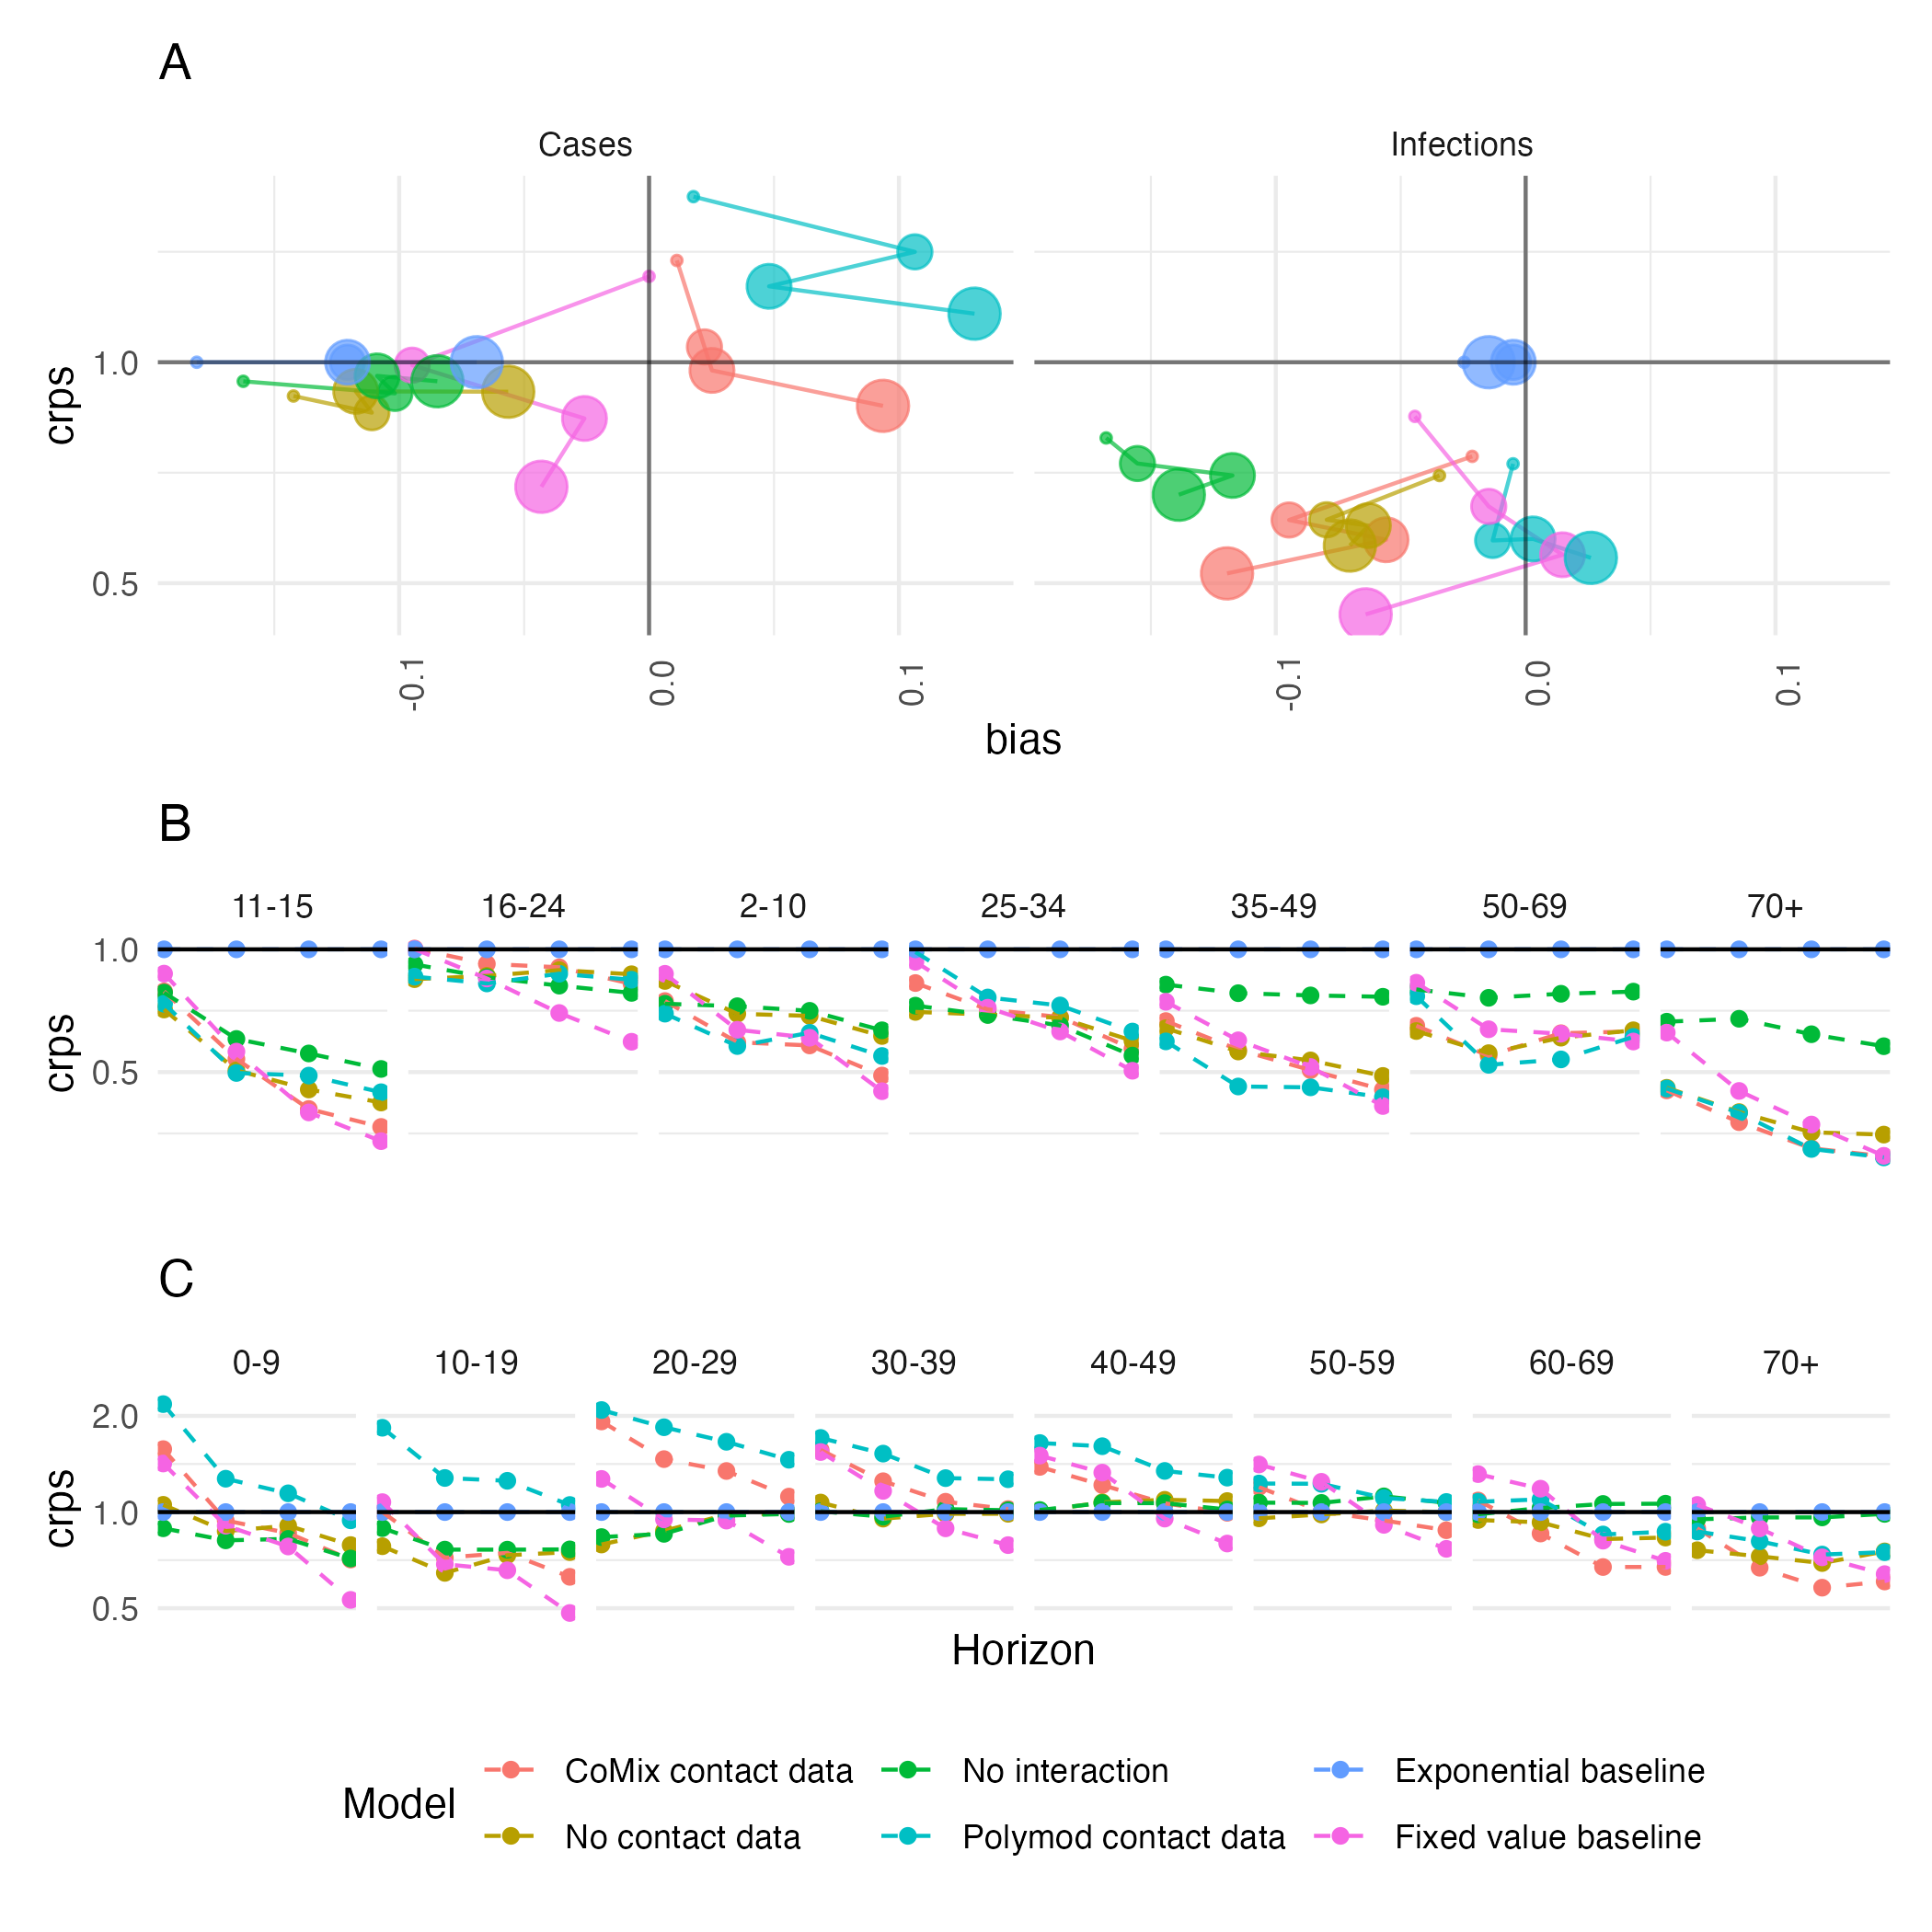 A
Cases Infections
crps
1.0
0.5
-0.1 0.0 0.1 -0.1 0.0 0.1
bias
B
11-15 16-24 2-10 25-34 35-49 50-69 70+
crps
1.0
0.5
C
0-9 10-19 20-29 30-39 40-49 50-59 60-69 70+
crps
2.0
1.0
0.5
Horizon
Model
CoMix contact data No interaction Exponential baseline
No contact data Polymod contact data Fixed value baseline